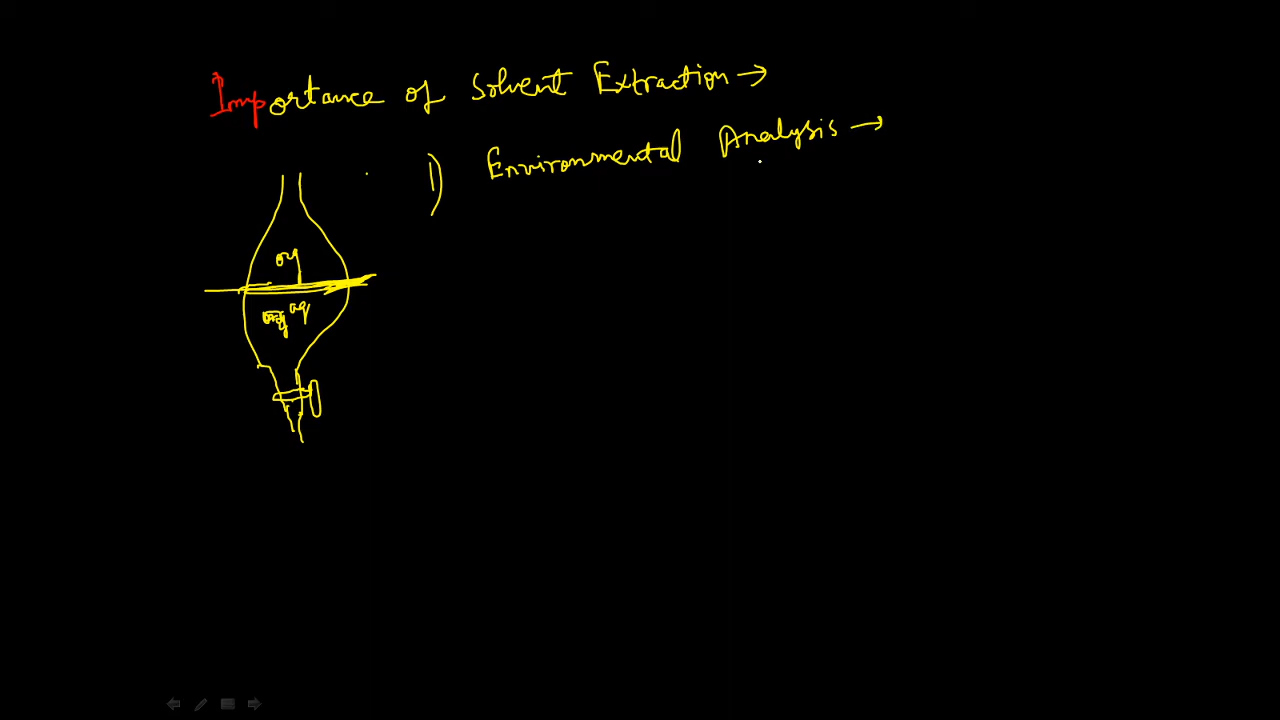 Importance of Solvent Extraction →
1) Environmental Analysis →
org
aq